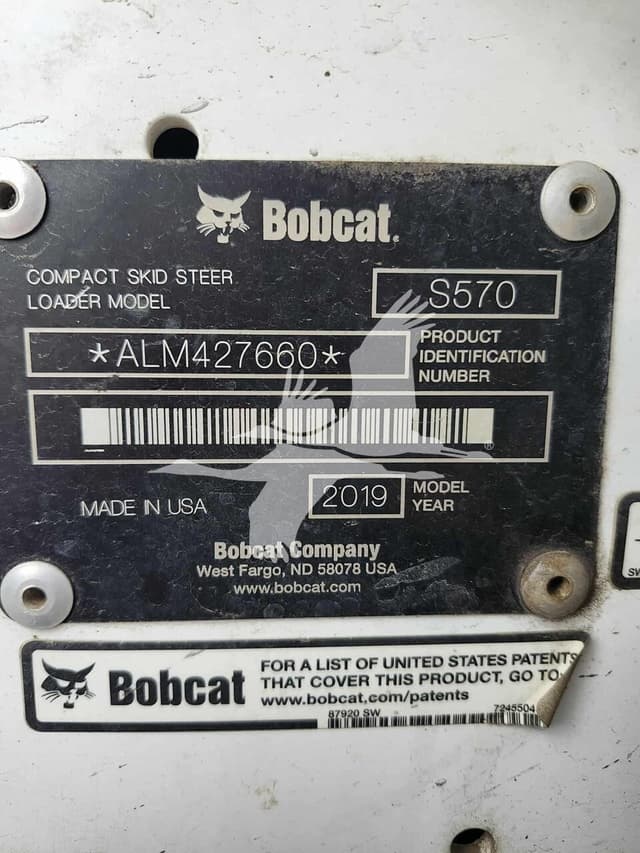 Bobcat.
COMPACT SKID STEER
LOADER MODEL
S570
*ALM427660*
PRODUCT
IDENTIFICATION
NUMBER
MADE IN USA
2019
MODEL
YEAR
Bobcat Company
West Fargo, ND 58078 USA
www.bobcat.com
Bobcat
FOR A LIST OF UNITED STATES PATENTS
THAT COVER THIS PRODUCT, GO TO
www.bobcat.com/patents
87920 SW
7245504